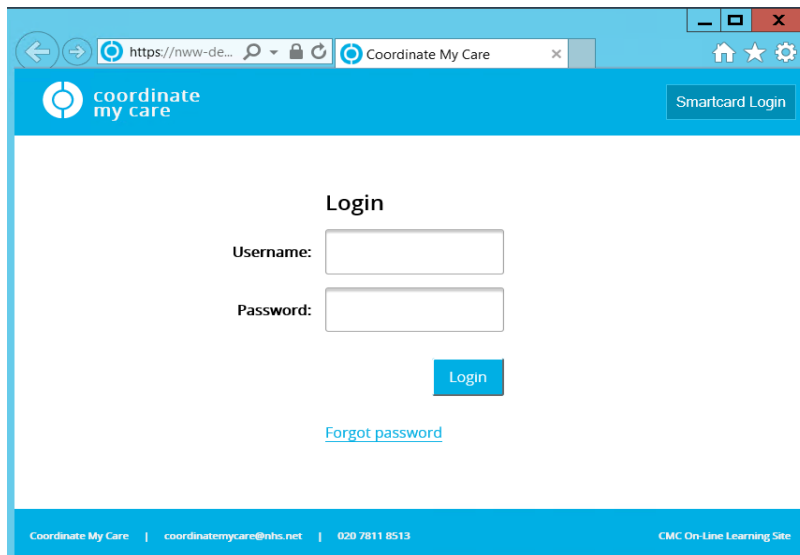 https://nww-de...
Coordinate My Care
coordinate
my care
Smartcard Login
Login
Username:
Password:
Login
Forgot password
Coordinate My Care | coordinatemycare@nhs.net | 020 7811 8513
CMC On-Line Learning Site